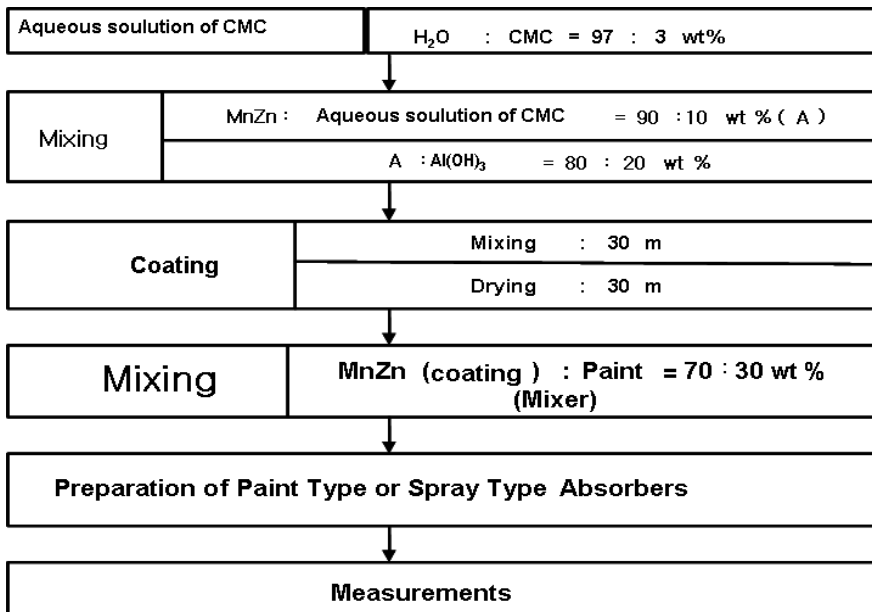 Aqueous soulution of CMC H₂O : CMC = 97 : 3 wt%
Mixing
MnZn : Aqueous soulution of CMC = 90 : 10 wt % ( A )
A : Al(OH)₃ = 80 : 20 wt %
Coating
Mixing : 30 m
Drying : 30 m
Mixing
MnZn (coating ) : Paint = 70 : 30 wt %
(Mixer)
Preparation of Paint Type or Spray Type Absorbers
Measurements